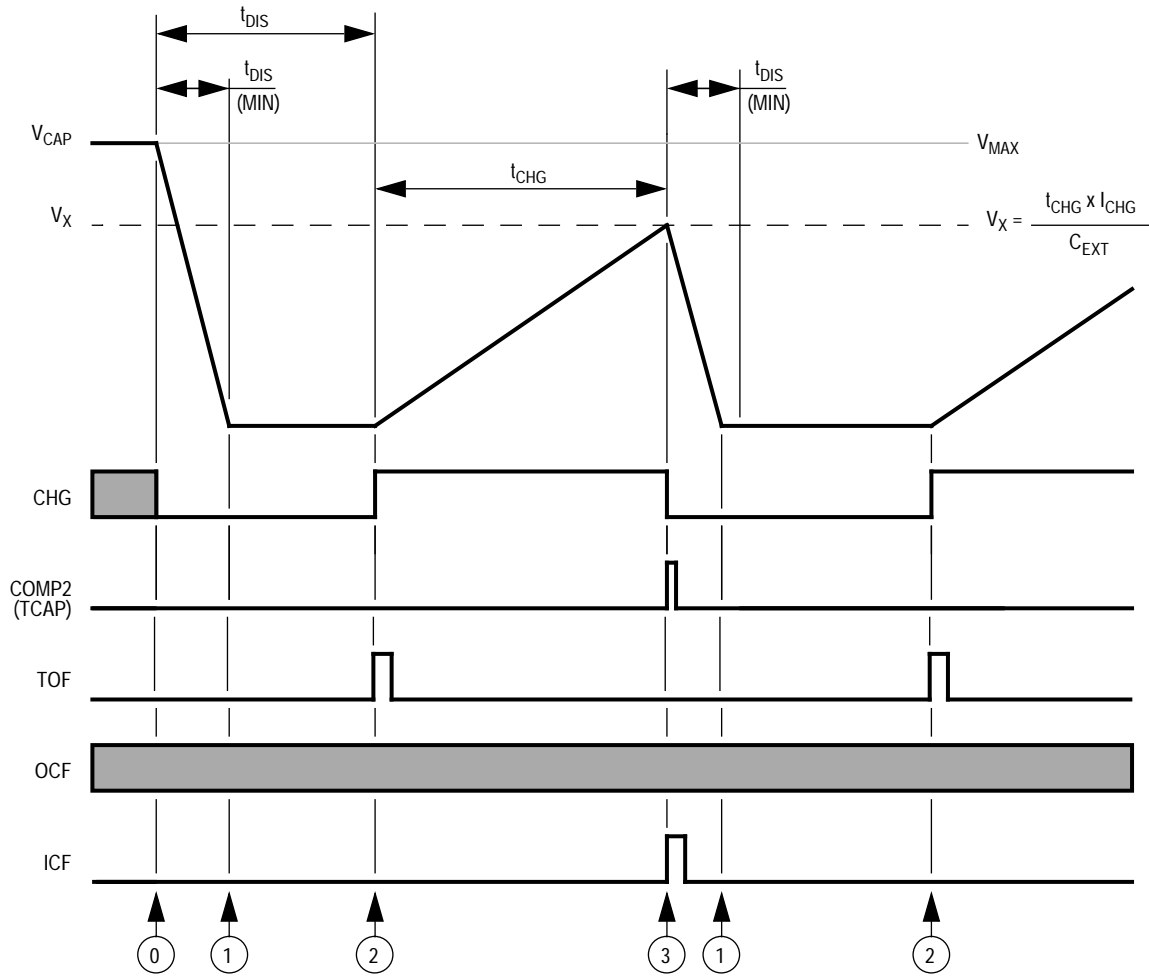 tDIS
tDIS
(MIN)
tDIS
(MIN)
VCAP
VMAX
tCHG
VX
VX = tCHG x ICHG
CEXT
CHG
COMP2
(TCAP)
TOF
OCF
ICF
0 1 2 3 1 2